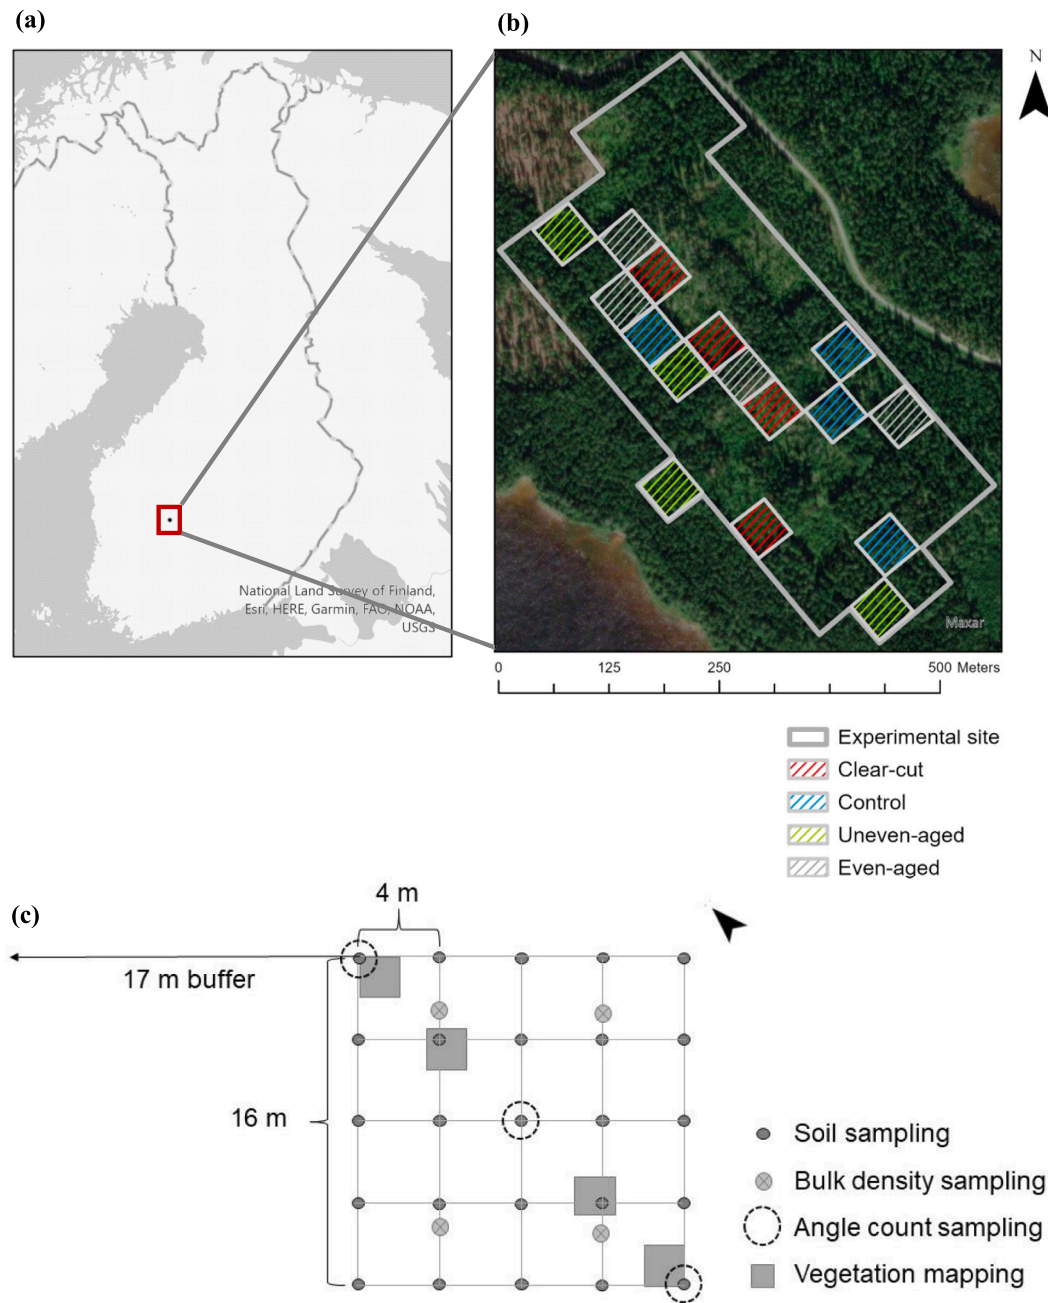 (a)
(b)
N
National Land Survey of Finland,
Esri, HERE, Garmin, FAO, NOAA,
USGS
Maxar
0 125 250 500 Meters
Experimental site
Clear-cut
Control
Uneven-aged
Even-aged
(c)
4 m
17 m buffer
16 m
Soil sampling
Bulk density sampling
Angle count sampling
Vegetation mapping